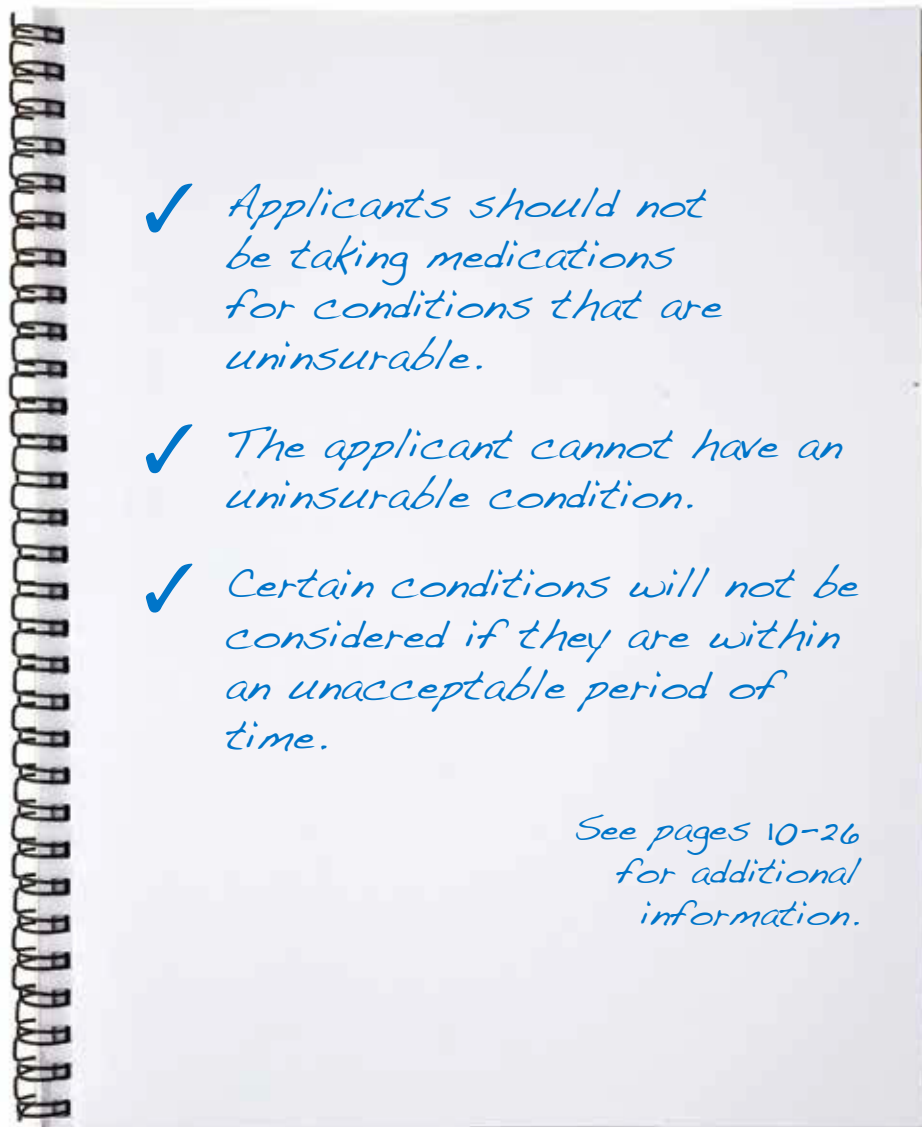 ✓ Applicants should not
be taking medications
for conditions that are
uninsurable.
✓ The applicant cannot have an
uninsurable condition.
✓ Certain conditions will not be
considered if they are within
an unacceptable period of
time.
See pages 10-26
for additional
information.